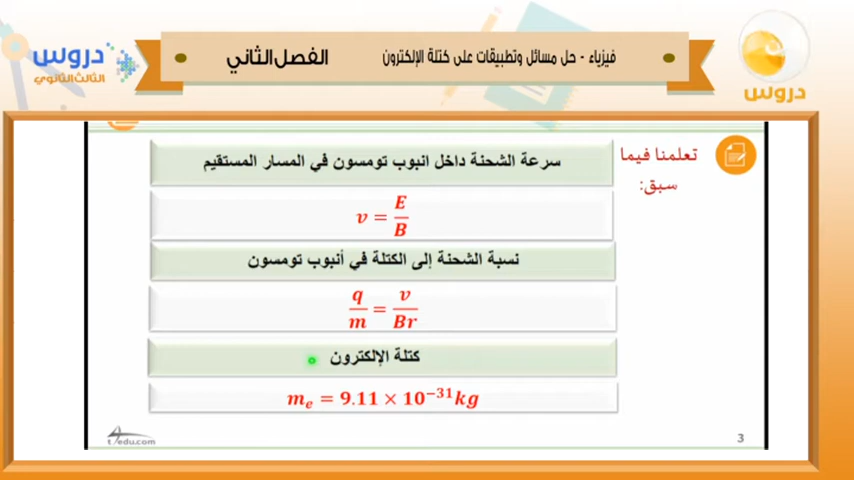 دروس
الثالث الثانوي
الفصل الثاني
فيزياء - حل مسائل وتطبيقات على كتلة الإلكترون
دروس
تعلمنا فيما
سبق:
سرعة الشحنة داخل انبوب تومسون في المسار المستقيم
v = E/B
نسبة الشحنة إلى الكتلة في أنبوب تومسون
q/m = v/Br
كتلة الإلكترون
mₑ = 9.11 × 10⁻³¹kg
t4edu.com
3